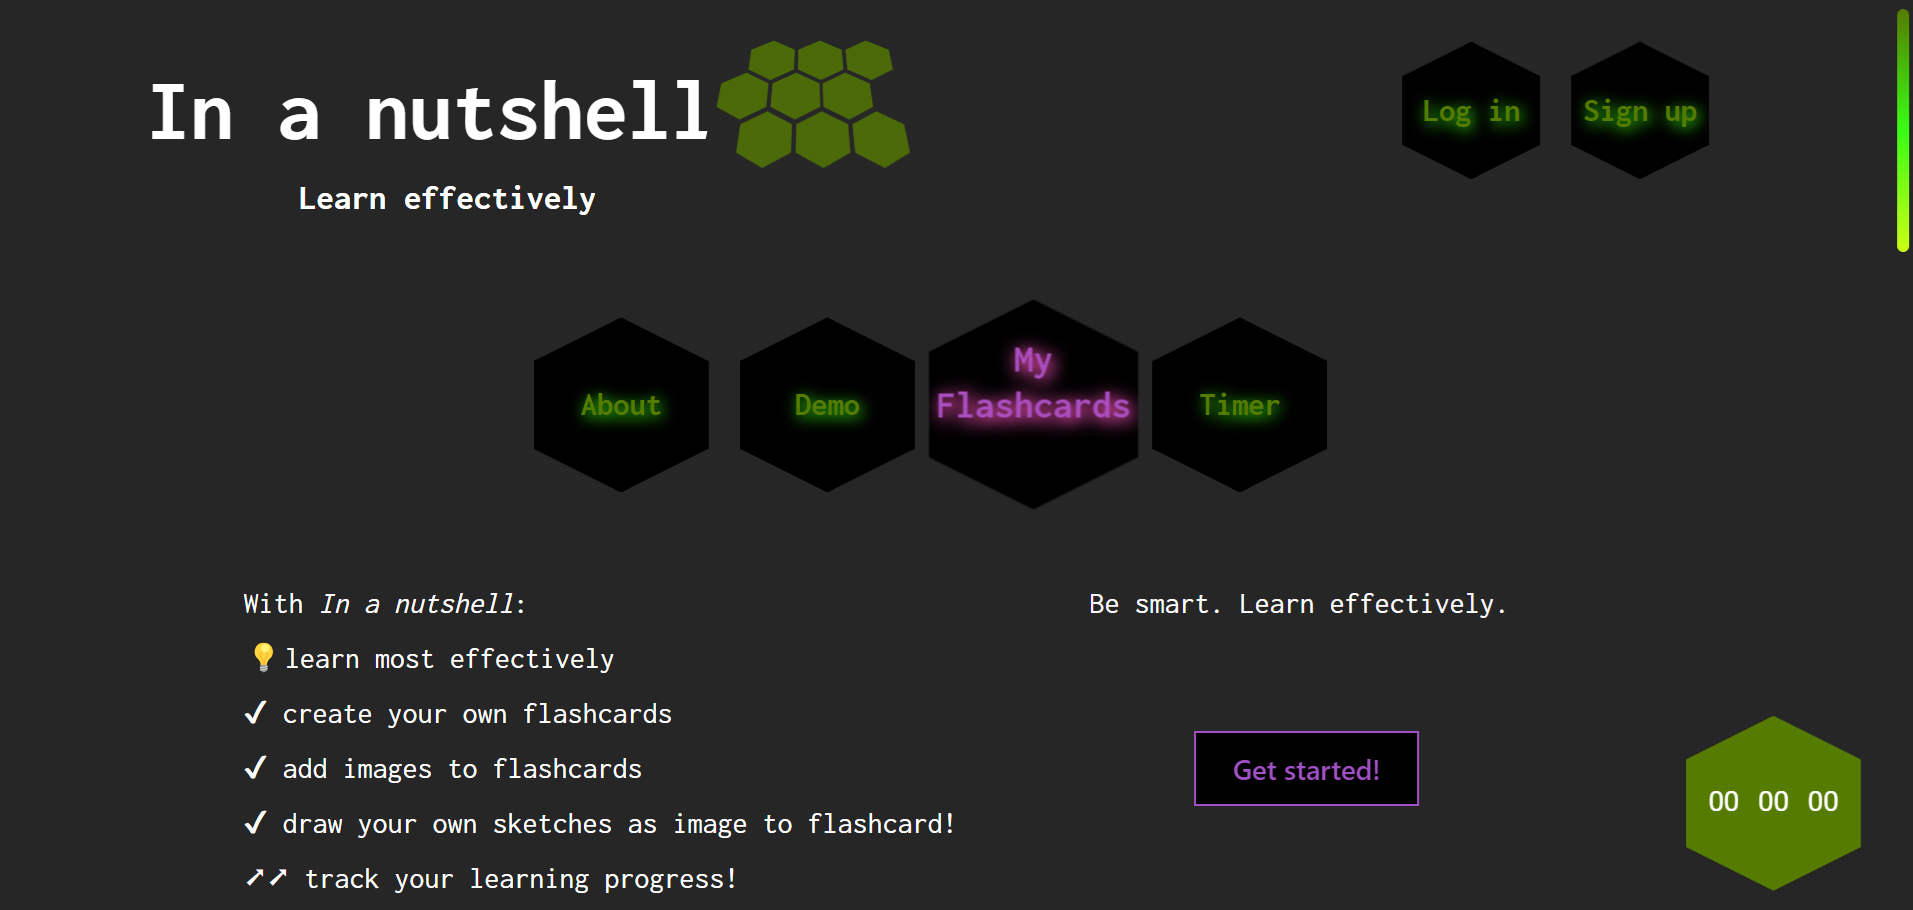 In a nutshell
Learn effectively
Log in
Sign up
About
Demo
My
Flashcards
Timer
With In a nutshell:
💡learn most effectively
✔ create your own flashcards
✔ add images to flashcards
✔ draw your own sketches as image to flashcard!
➚➚ track your learning progress!
Be smart. Learn effectively.
Get started!
00 00 00